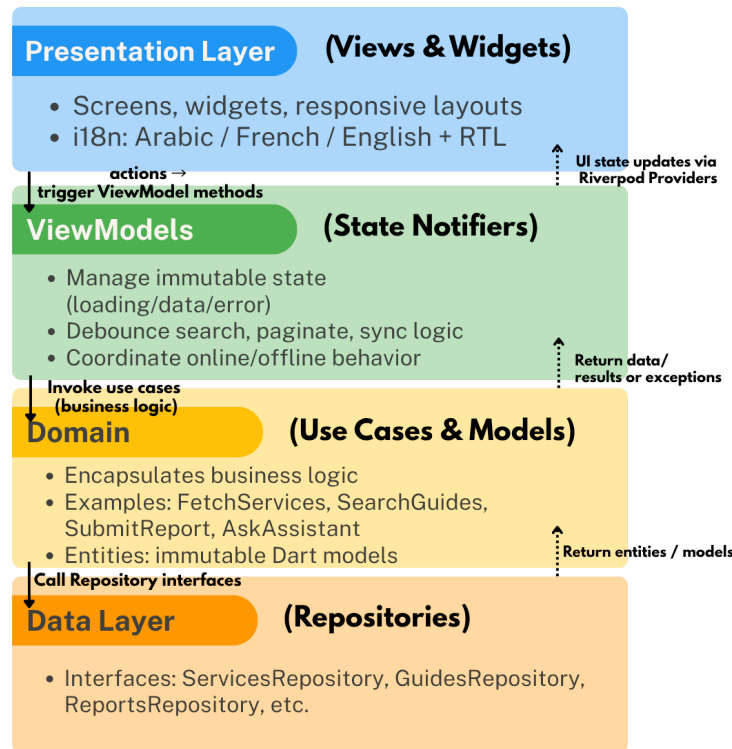 Presentation Layer (Views & Widgets)
• Screens, widgets, responsive layouts
• i18n: Arabic / French / English + RTL
actions →
trigger ViewModel methods
UI state updates via
Riverpod Providers
ViewModels (State Notifiers)
• Manage immutable state
(loading/data/error)
• Debounce search, paginate, sync logic
• Coordinate online/offline behavior
Invoke use cases
(business logic)
Return data/
results or exceptions
Domain (Use Cases & Models)
• Encapsulates business logic
• Examples: FetchServices, SearchGuides,
SubmitReport, AskAssistant
• Entities: immutable Dart models
Call Repository interfaces
Return entities / models
Data Layer (Repositories)
• Interfaces: ServicesRepository, GuidesRepository,
ReportsRepository, etc.